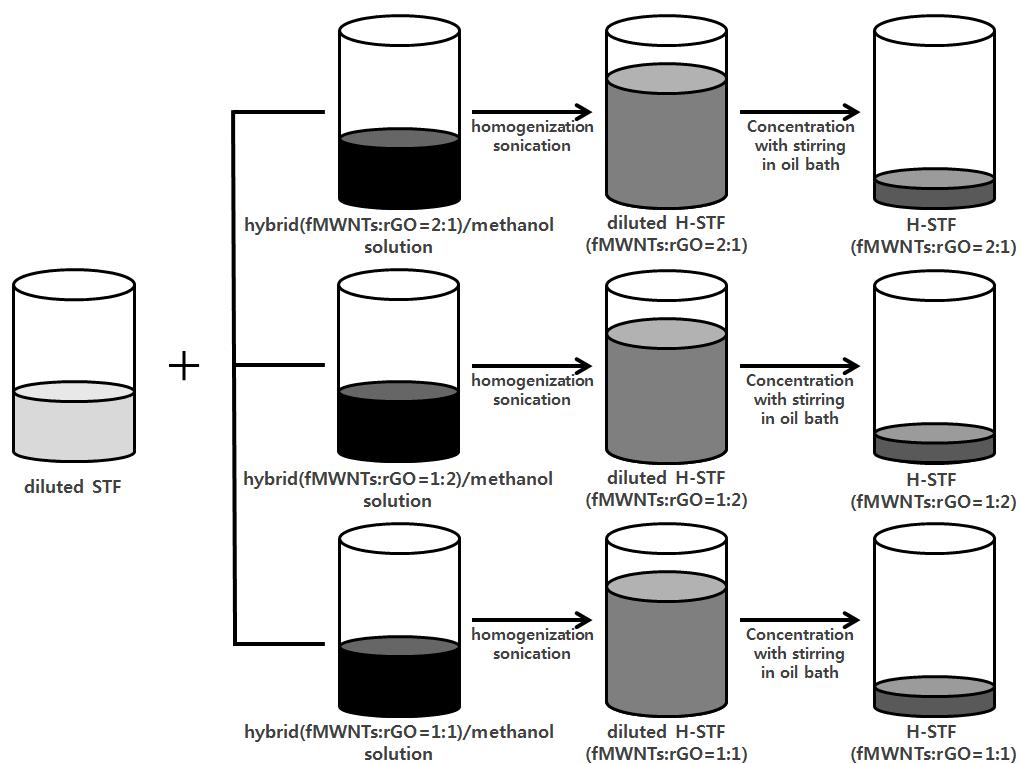 homogenization
sonication
Concentration
with stirring
in oil bath
hybrid(fMWNTs:rGO=2:1)/methanol
solution
diluted H-STF
(fMWNTs:rGO=2:1)
H-STF
(fMWNTs:rGO=2:1)
+
diluted STF
homogenization
sonication
Concentration
with stirring
in oil bath
hybrid(fMWNTs:rGO=1:2)/methanol
solution
diluted H-STF
(fMWNTs:rGO=1:2)
H-STF
(fMWNTs:rGO=1:2)
homogenization
sonication
Concentration
with stirring
in oil bath
hybrid(fMWNTs:rGO=1:1)/methanol
solution
diluted H-STF
(fMWNTs:rGO=1:1)
H-STF
(fMWNTs:rGO=1:1)